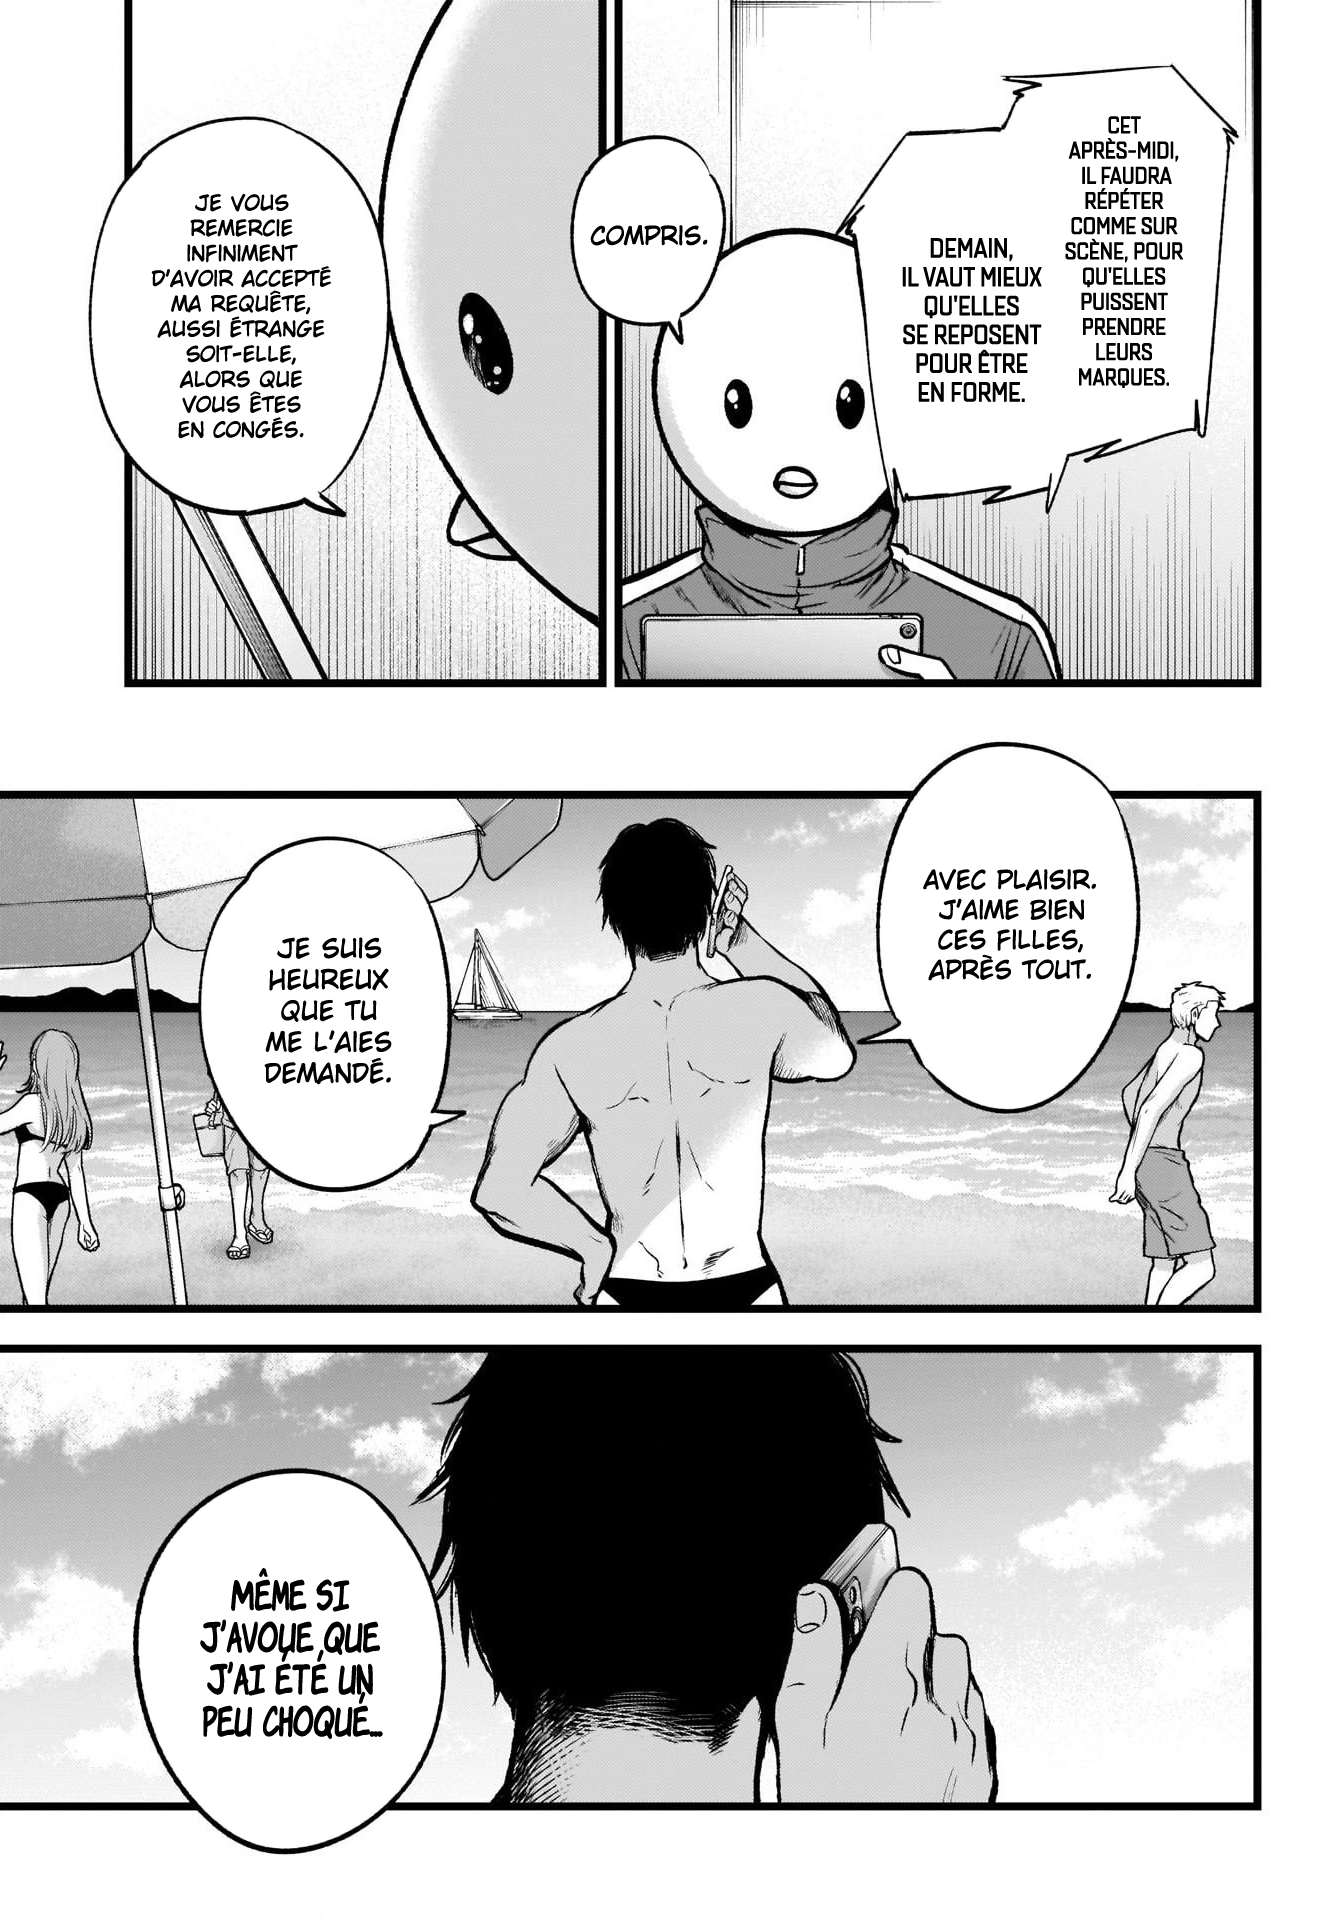 CET
APRÈS-MIDI,
IL FAUDRA
RÉPÉTER
COMME SUR
SCÈNE, POUR
QU'ELLES
PUISSENT
PRENDRE
LEURS
MARQUES.
DEMAIN,
IL VAUT MIEUX
QU'ELLES
SE REPOSENT
POUR ÊTRE
EN FORME.
COMPRIS.
JE VOUS
REMERCIE
INFINIMENT
D'AVOIR ACCEPTÉ
MA REQUÊTE,
AUSSI ÉTRANGE
SOIT-ELLE,
ALORS QUE
VOUS ÊTES
EN CONGÉS.
AVEC PLAISIR.
J'AIME BIEN
CES FILLES,
APRÈS TOUT.
JE SUIS
HEUREUX
QUE TU
ME L'AIES
DEMANDÉ.
MÊME SI
J'AVOUE QUE
J'AI ÉTÉ UN
PEU CHOQUÉ...